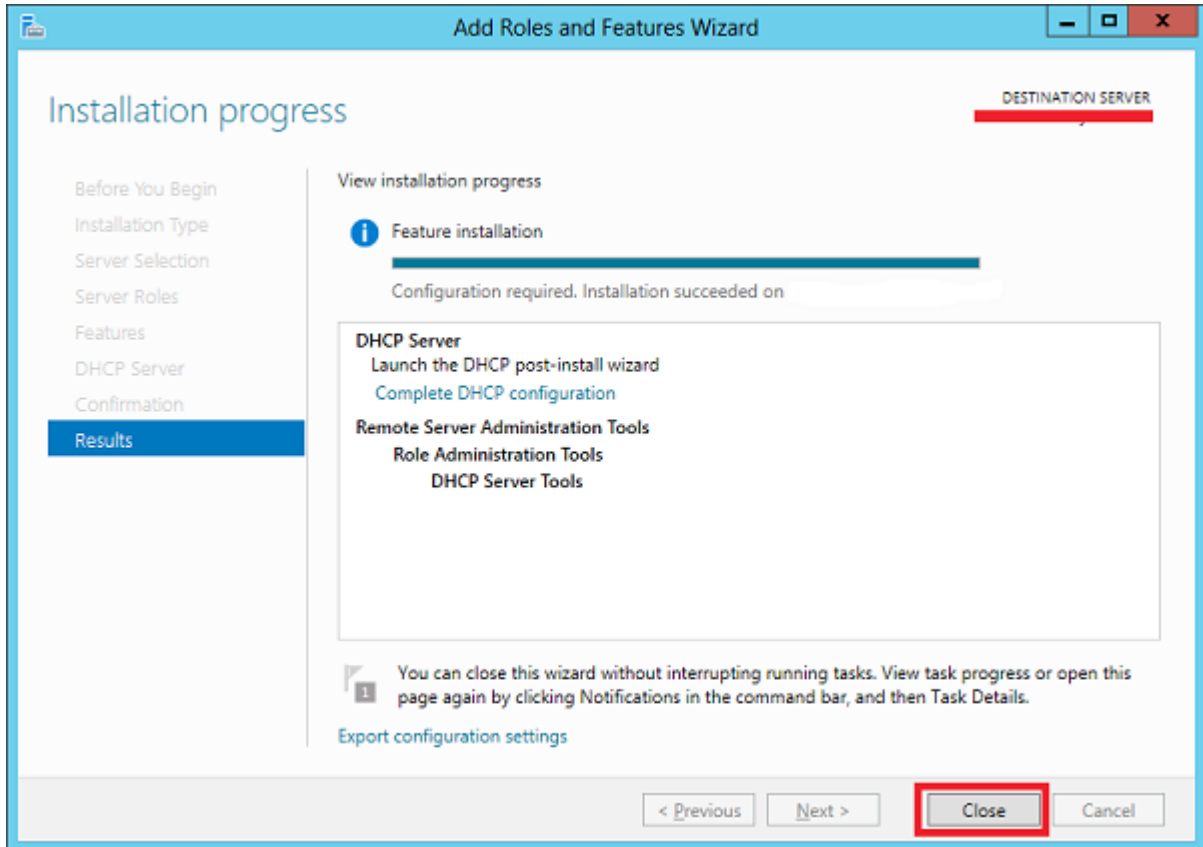 Add Roles and Features Wizard
Installation progress
DESTINATION SERVER
Before You Begin
Installation Type
Server Selection
Server Roles
Features
DHCP Server
Confirmation
Results
View installation progress
Feature installation
Configuration required. Installation succeeded on
DHCP Server
Launch the DHCP post-install wizard
Complete DHCP configuration
Remote Server Administration Tools
Role Administration Tools
DHCP Server Tools
1
You can close this wizard without interrupting running tasks. View task progress or open this
page again by clicking Notifications in the command bar, and then Task Details.
Export configuration settings
< Previous
Next >
Close
Cancel